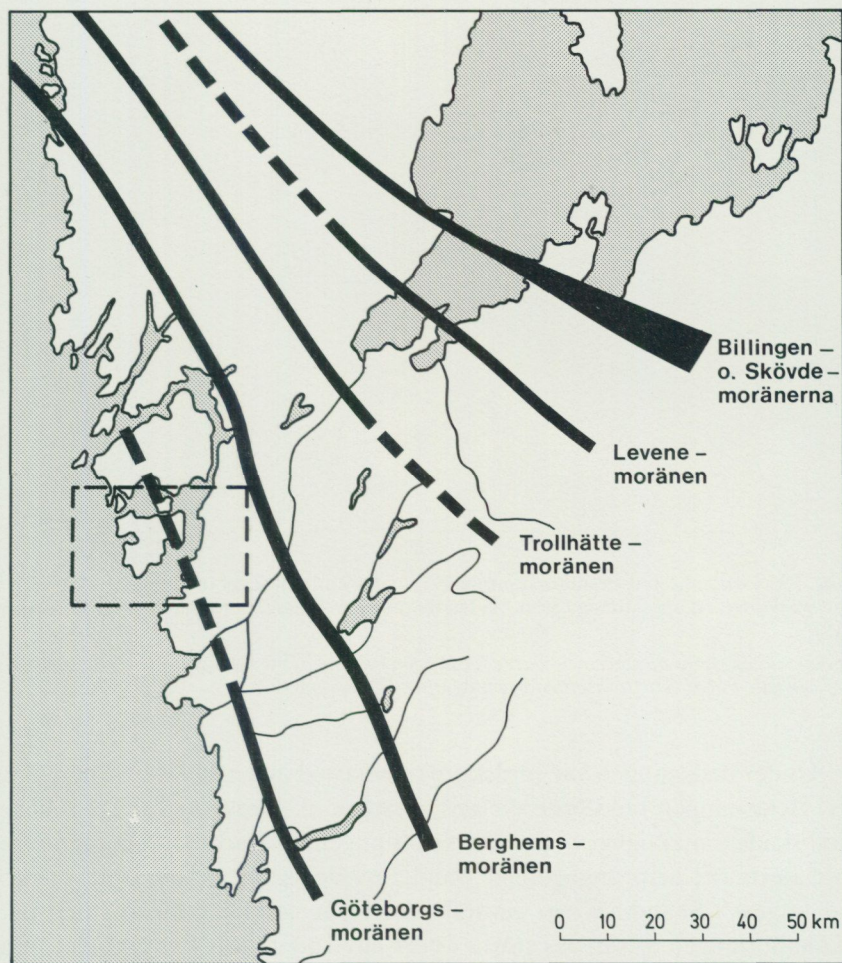 Billingen –
o. Skövde –
moränerna
Levene –
moränen
Trollhätte –
moränen
Berghems –
moränen
Göteborgs –
moränen
0 10 20 30 40 50 km